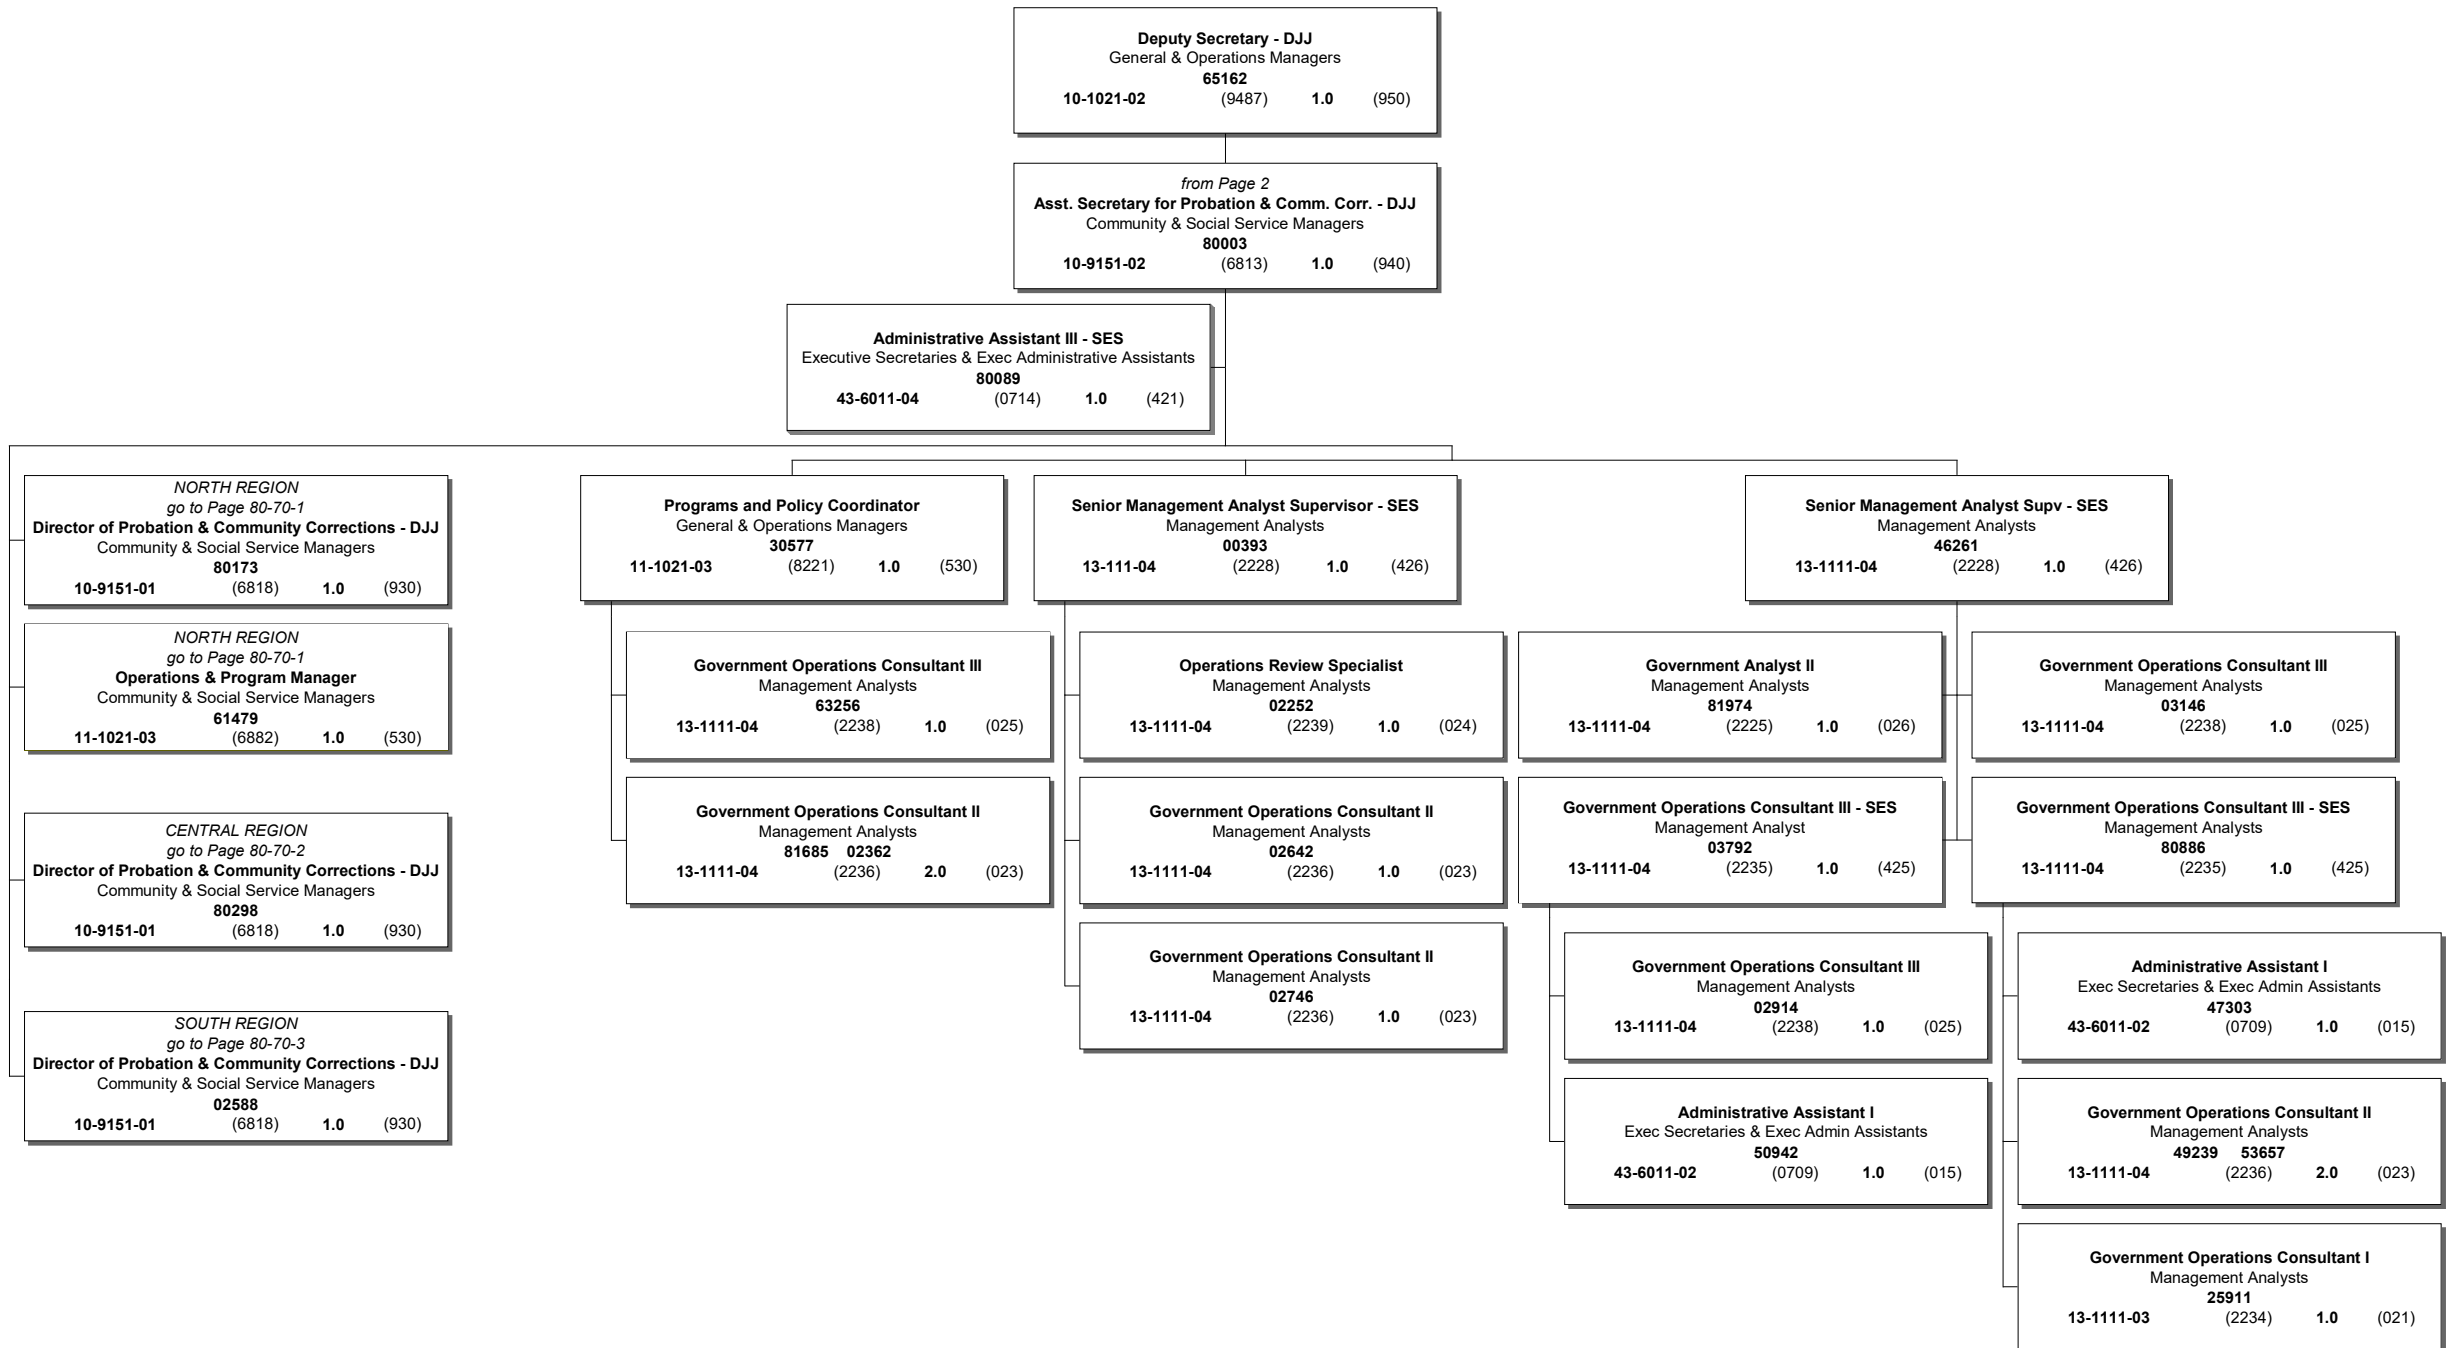 Deputy Secretary - DJJ
General & Operations Managers
65162
10-1021-02 (9487) 1.0 (950)
from Page 2
Asst. Secretary for Probation & Comm. Corr. - DJJ
Community & Social Service Managers
80003
10-9151-02 (6813) 1.0 (940)
Administrative Assistant III - SES
Executive Secretaries & Exec Administrative Assistants
80089
43-6011-04 (0714) 1.0 (421)
NORTH REGION
go to Page 80-70-1
Director of Probation & Community Corrections - DJJ
Community & Social Service Managers
80173
10-9151-01 (6818) 1.0 (930)
NORTH REGION
go to Page 80-70-1
Operations & Program Manager
Community & Social Service Managers
61479
11-1021-03 (6882) 1.0 (530)
CENTRAL REGION
go to Page 80-70-2
Director of Probation & Community Corrections - DJJ
Community & Social Service Managers
80298
10-9151-01 (6818) 1.0 (930)
SOUTH REGION
go to Page 80-70-3
Director of Probation & Community Corrections - DJJ
Community & Social Service Managers
02588
10-9151-01 (6818) 1.0 (930)
Programs and Policy Coordinator
General & Operations Managers
30577
11-1021-03 (8221) 1.0 (530)
Government Operations Consultant III
Management Analysts
63256
13-1111-04 (2238) 1.0 (025)
Government Operations Consultant II
Management Analysts
81685 02362
13-1111-04 (2236) 2.0 (023)
Senior Management Analyst Supervisor - SES
Management Analysts
00393
13-111-04 (2228) 1.0 (426)
Operations Review Specialist
Management Analysts
02252
13-1111-04 (2239) 1.0 (024)
Government Operations Consultant II
Management Analysts
02642
13-1111-04 (2236) 1.0 (023)
Government Operations Consultant II
Management Analysts
02746
13-1111-04 (2236) 1.0 (023)
Senior Management Analyst Supv - SES
Management Analysts
46261
13-1111-04 (2228) 1.0 (426)
Government Analyst II
Management Analysts
81974
13-1111-04 (2225) 1.0 (026)
Government Operations Consultant III
Management Analysts
03146
13-1111-04 (2238) 1.0 (025)
Government Operations Consultant III - SES
Management Analyst
03792
13-1111-04 (2235) 1.0 (425)
Government Operations Consultant III - SES
Management Analysts
80886
13-1111-04 (2235) 1.0 (425)
Government Operations Consultant III
Management Analysts
02914
13-1111-04 (2238) 1.0 (025)
Administrative Assistant I
Exec Secretaries & Exec Admin Assistants
50942
43-6011-02 (0709) 1.0 (015)
Administrative Assistant I
Exec Secretaries & Exec Admin Assistants
47303
43-6011-02 (0709) 1.0 (015)
Government Operations Consultant II
Management Analysts
49239 53657
13-1111-04 (2236) 2.0 (023)
Government Operations Consultant I
Management Analysts
25911
13-1111-03 (2234) 1.0 (021)